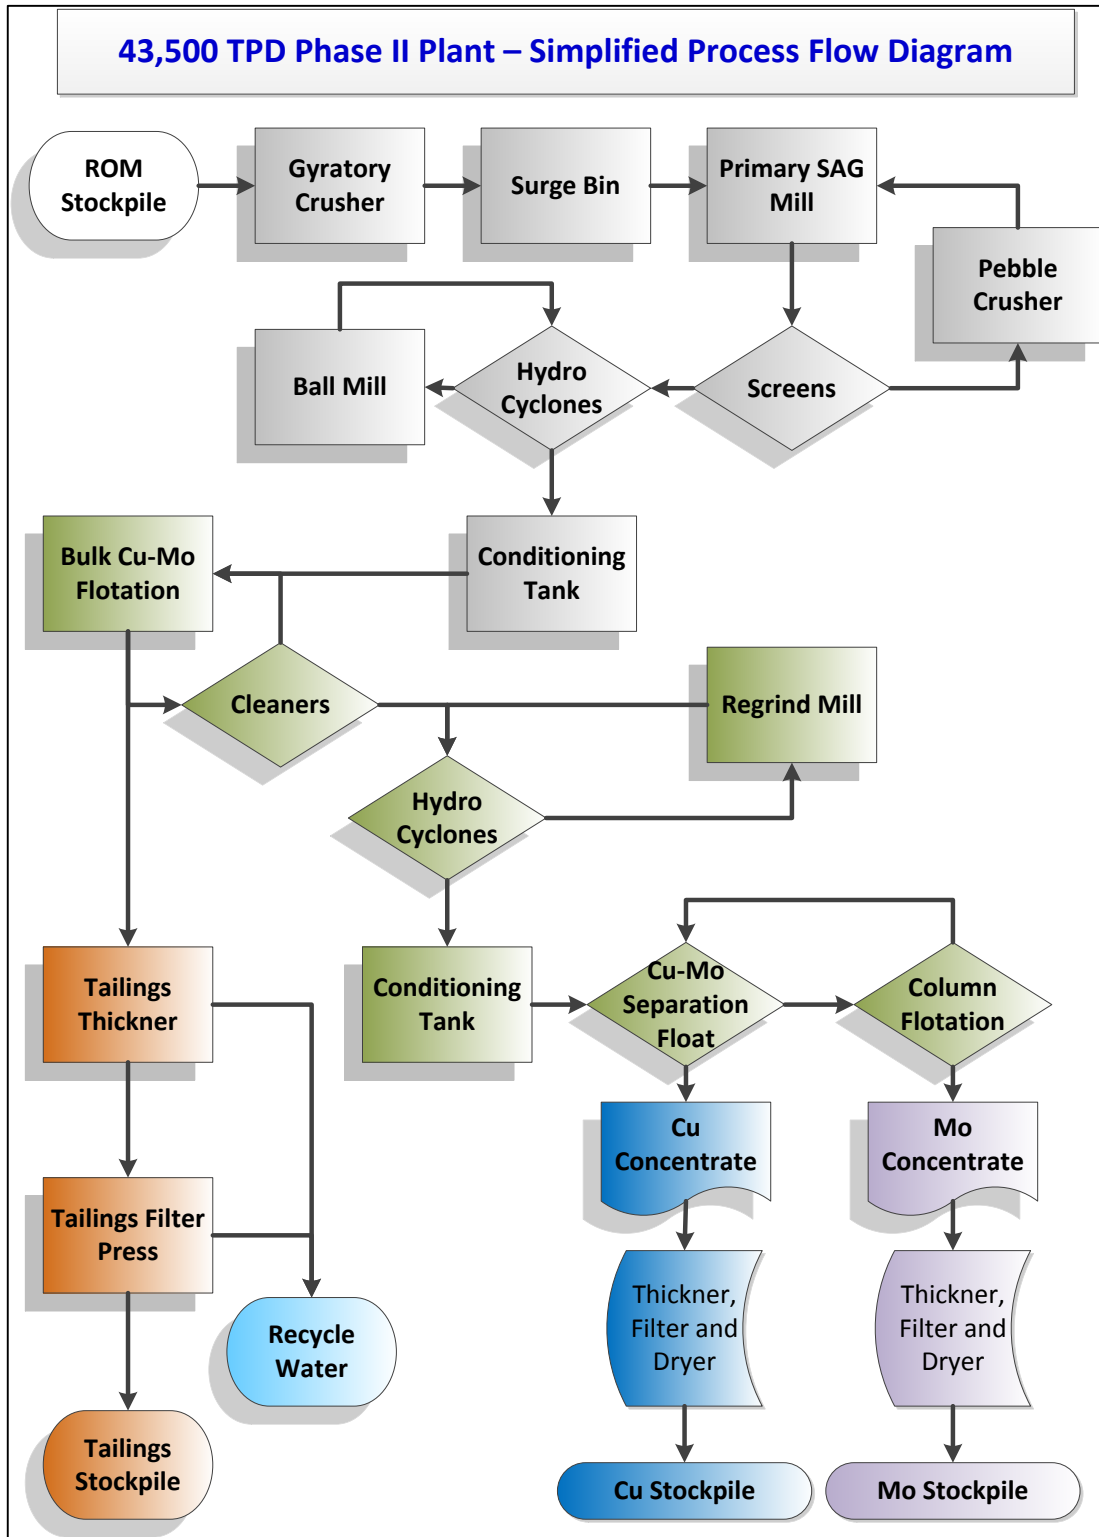 43,500 TPD Phase II Plant – Simplified Process Flow Diagram
ROM
Stockpile
Gyratory
Crusher
Surge Bin
Primary SAG
Mill
Pebble
Crusher
Ball Mill
Hydro
Cyclones
Screens
Bulk Cu-Mo
Flotation
Conditioning
Tank
Cleaners
Regrind Mill
Hydro
Cyclones
Tailings
Thickner
Conditioning
Tank
Cu-Mo
Separation
Float
Column
Flotation
Cu
Concentrate
Mo
Concentrate
Tailings Filter
Press
Recycle
Water
Thickner,
Filter and
Dryer
Thickner,
Filter and
Dryer
Tailings
Stockpile
Cu Stockpile
Mo Stockpile